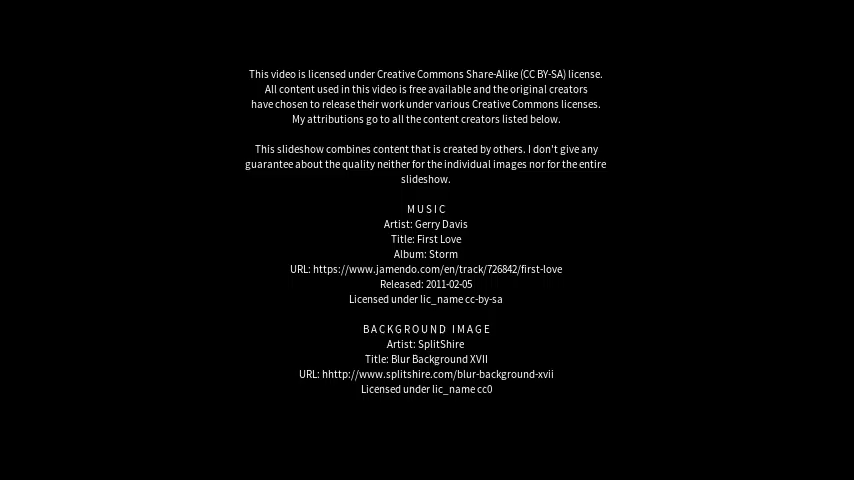 This video is licensed under Creative Commons Share-Alike (CC BY-SA) license.
All content used in this video is free available and the original creators
have chosen to release their work under various Creative Commons licenses.
My attributions go to all the content creators listed below.
This slideshow combines content that is created by others. I don't give any
guarantee about the quality neither for the individual images nor for the entire
slideshow.
MUSIC
Artist: Gerry Davis
Title: First Love
Album: Storm
URL: https://www.jamendo.com/en/track/726842/first-love
Released: 2011-02-05
Licensed under lic_name cc-by-sa
BACKGROUND IMAGE
Artist: SplitShire
Title: Blur Background XVII
URL: hhttp://www.splitshire.com/blur-background-xvii
Licensed under lic_name cc0